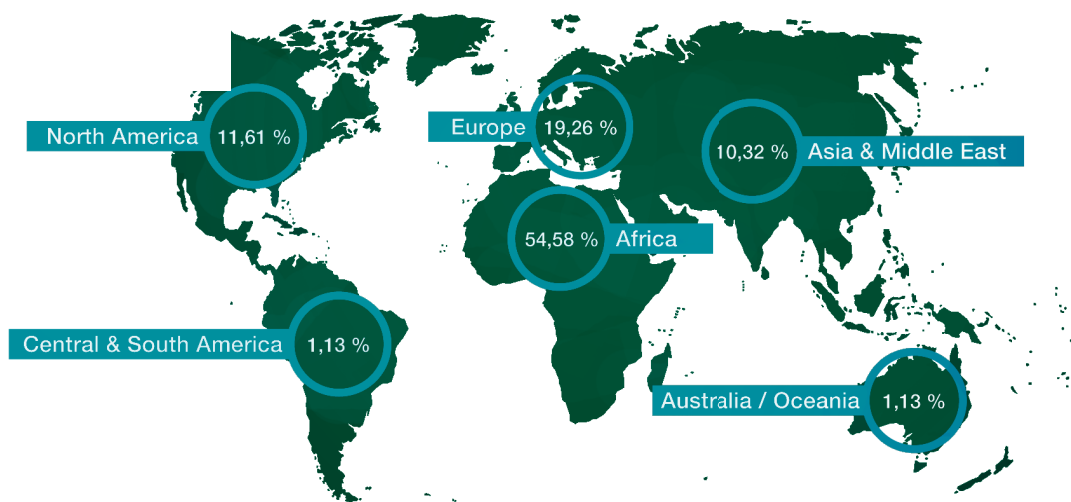 North America 11,61 %
Europe 19,26 %
10,32 % Asia & Middle East
54,58 % Africa
Central & South America 1,13 %
Australia / Oceania 1,13 %